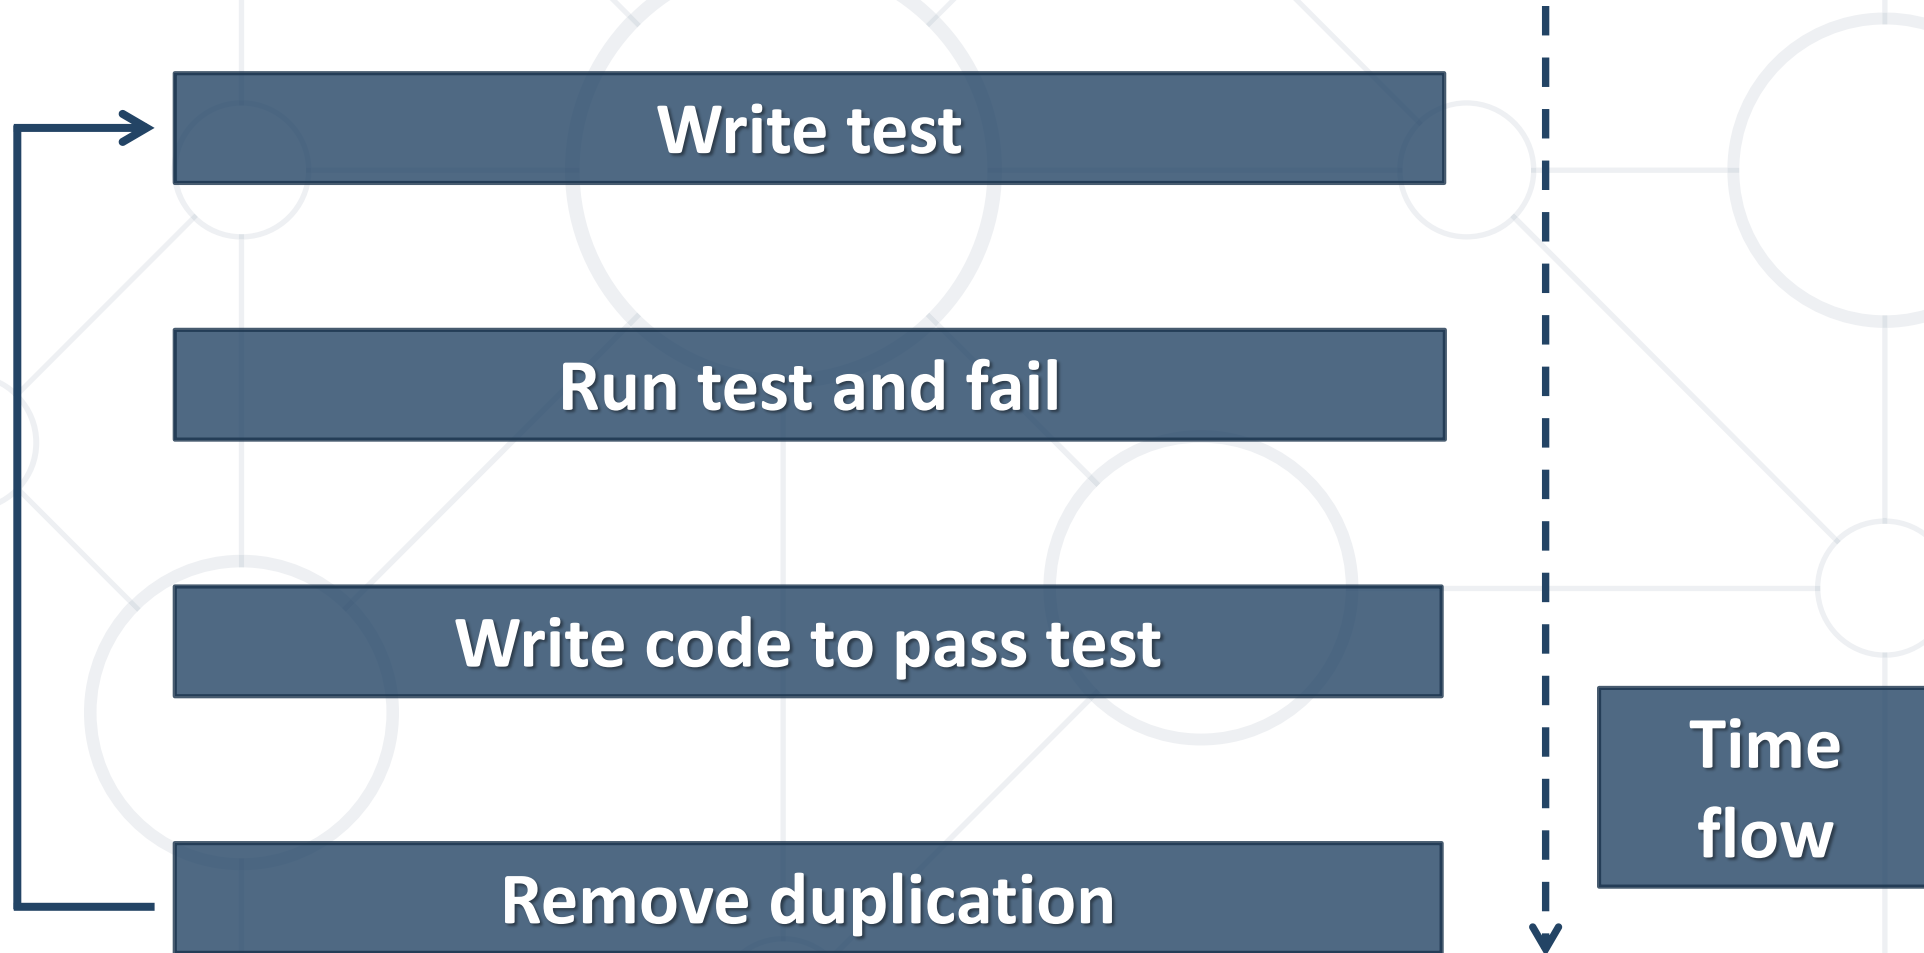 Write test
Run test and fail
Write code to pass test
Time
flow
Remove duplication